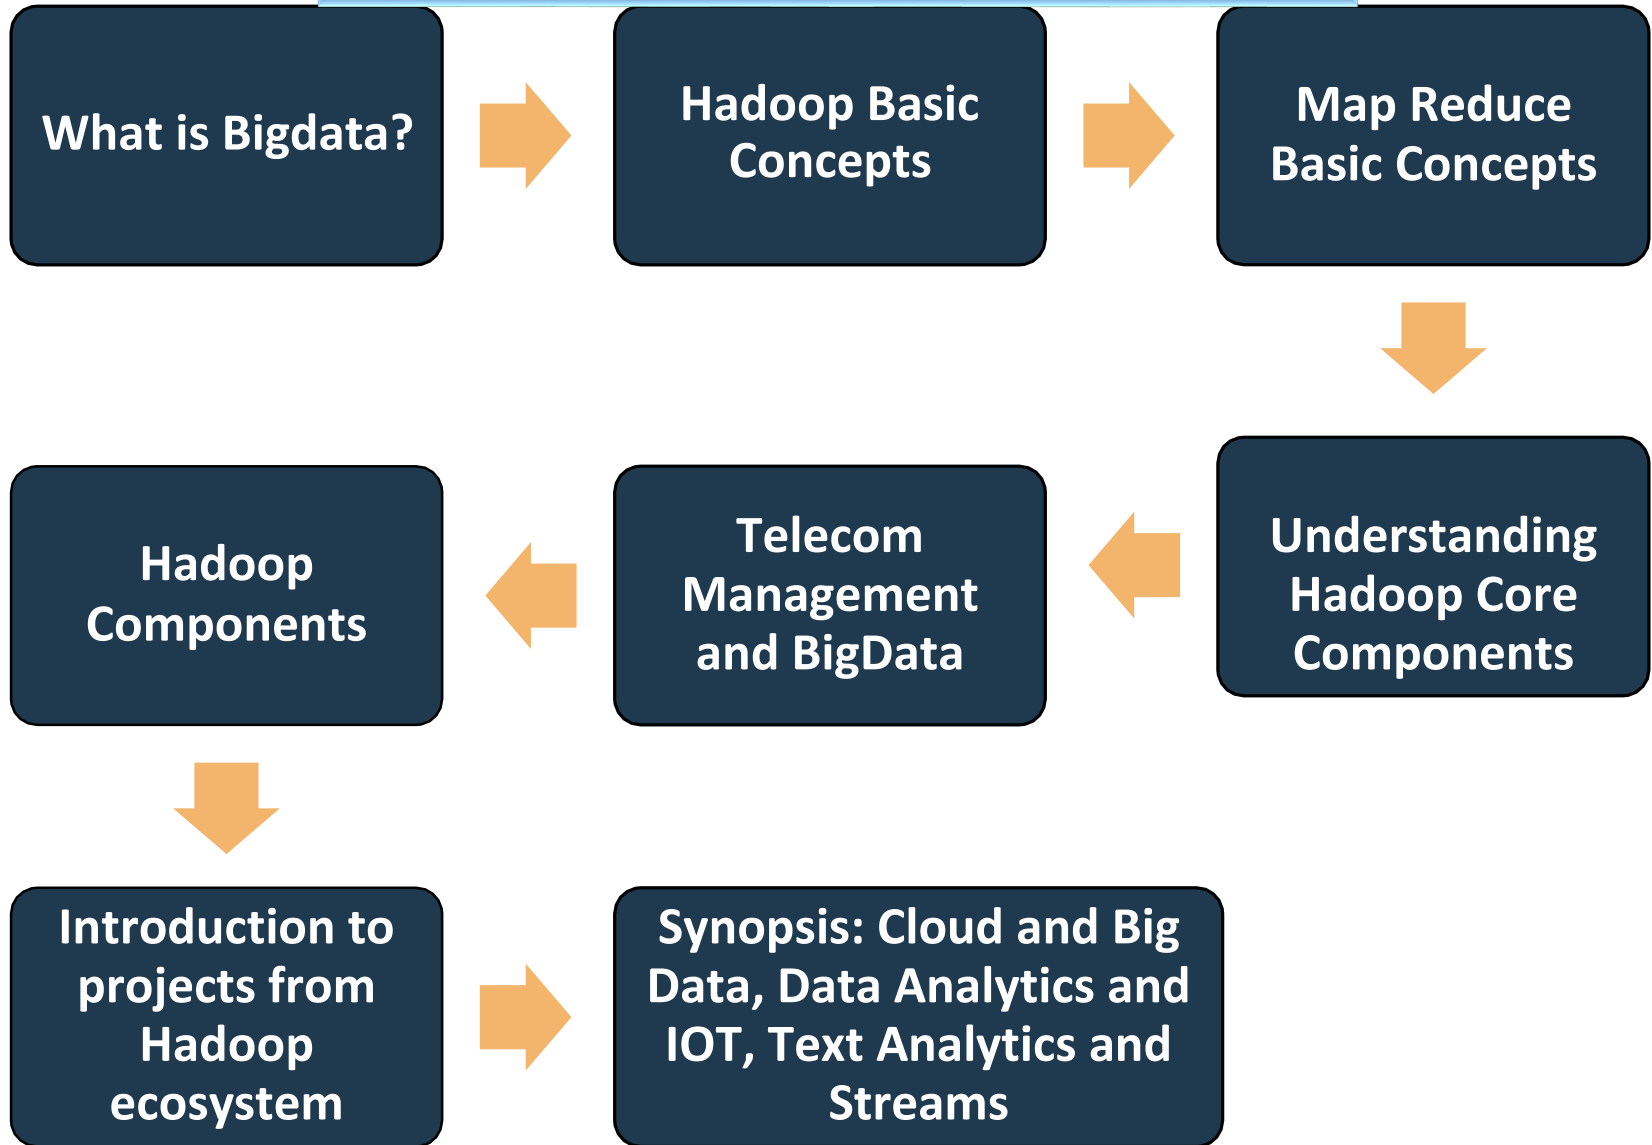 What is Bigdata?
Hadoop Basic
Concepts
Map Reduce
Basic Concepts
Understanding
Hadoop Core
Components
Telecom
Management
and BigData
Hadoop
Components
Introduction to
projects from
Hadoop
ecosystem
Synopsis: Cloud and Big
Data, Data Analytics and
IOT, Text Analytics and
Streams